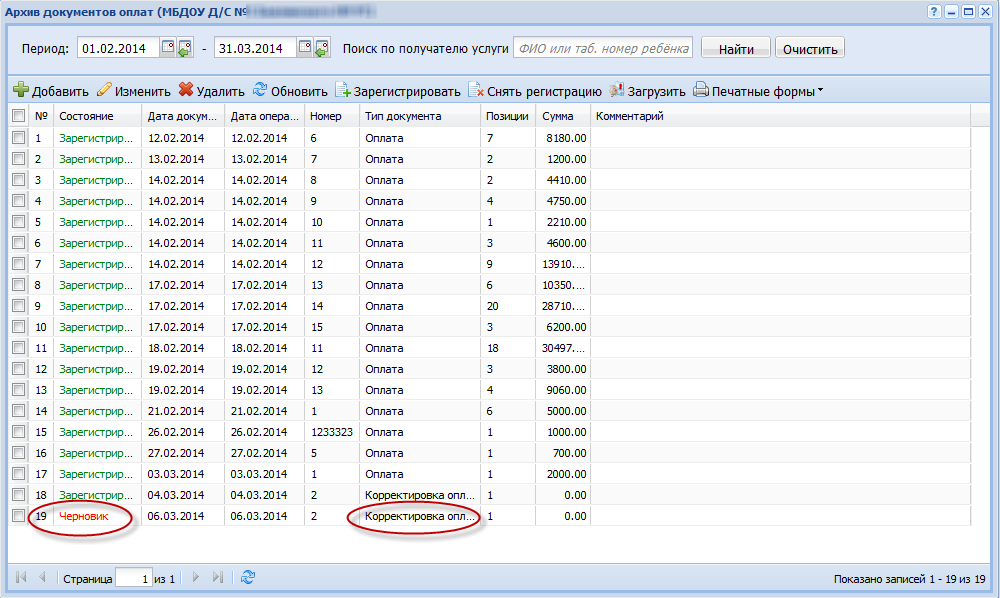 Архив документов оплат (МБДОУ Д/С №
Период: 01.02.2014 - 31.03.2014 Поиск по получателю услуги ФИО или таб. номер ребёнка Найти Очистить
Добавить Изменить Удалить Обновить Зарегистрировать Снять регистрацию Загрузить Печатные формы
№ Состояние Дата докум... Дата опера... Номер Тип документа Позиции Сумма Комментарий
1 Зарегистрир... 12.02.2014 12.02.2014 6 Оплата 7 8180.00
2 Зарегистрир... 13.02.2014 13.02.2014 7 Оплата 2 1200.00
3 Зарегистрир... 14.02.2014 14.02.2014 8 Оплата 2 4410.00
4 Зарегистрир... 14.02.2014 14.02.2014 9 Оплата 4 4750.00
5 Зарегистрир... 14.02.2014 14.02.2014 10 Оплата 1 2210.00
6 Зарегистрир... 14.02.2014 14.02.2014 11 Оплата 3 4600.00
7 Зарегистрир... 14.02.2014 14.02.2014 12 Оплата 9 13910....
8 Зарегистрир... 17.02.2014 17.02.2014 13 Оплата 6 10350....
9 Зарегистрир... 17.02.2014 17.02.2014 14 Оплата 20 28710....
10 Зарегистрир... 17.02.2014 17.02.2014 15 Оплата 3 6200.00
11 Зарегистрир... 18.02.2014 18.02.2014 11 Оплата 18 30497....
12 Зарегистрир... 19.02.2014 19.02.2014 12 Оплата 3 3800.00
13 Зарегистрир... 19.02.2014 19.02.2014 13 Оплата 4 9060.00
14 Зарегистрир... 21.02.2014 21.02.2014 1 Оплата 6 5000.00
15 Зарегистрир... 26.02.2014 26.02.2014 1233323 Оплата 1 1000.00
16 Зарегистрир... 27.02.2014 27.02.2014 5 Оплата 1 700.00
17 Зарегистрир... 03.03.2014 03.03.2014 1 Оплата 1 2000.00
18 Зарегистрир... 04.03.2014 04.03.2014 2 Корректировка опл... 1 0.00
19 Черновик 06.03.2014 06.03.2014 2 Корректировка опл... 1 0.00
Страница 1 из 1 Показано записей 1 - 19 из 19